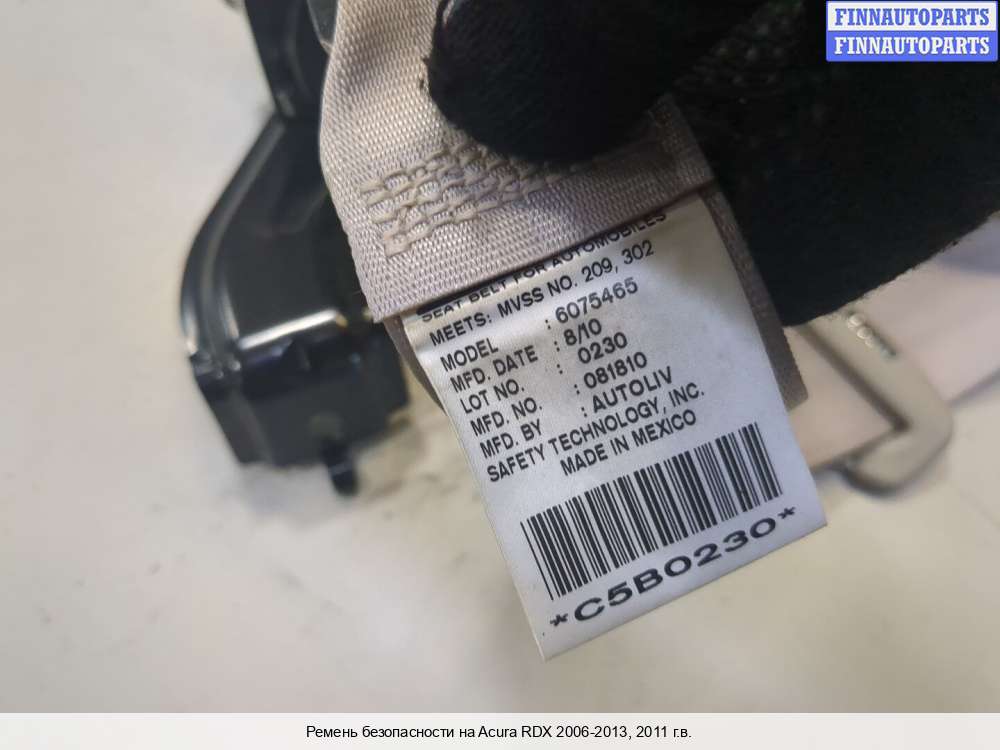 FINNAUTOPARTS
FINNAUTOPARTS
SEAT BELT FOR AUTOMOBILES
MEETS: MVSS NO. 209, 302
MODEL : 6075465
MFD. DATE : 8/10
LOT NO. : 0230
MFD. NO. : 081810
MFD. BY : AUTOLIV
SAFETY TECHNOLOGY, INC.
MADE IN MEXICO
*C5B0230*
Ремень безопасности на Acura RDX 2006-2013, 2011 г.в.